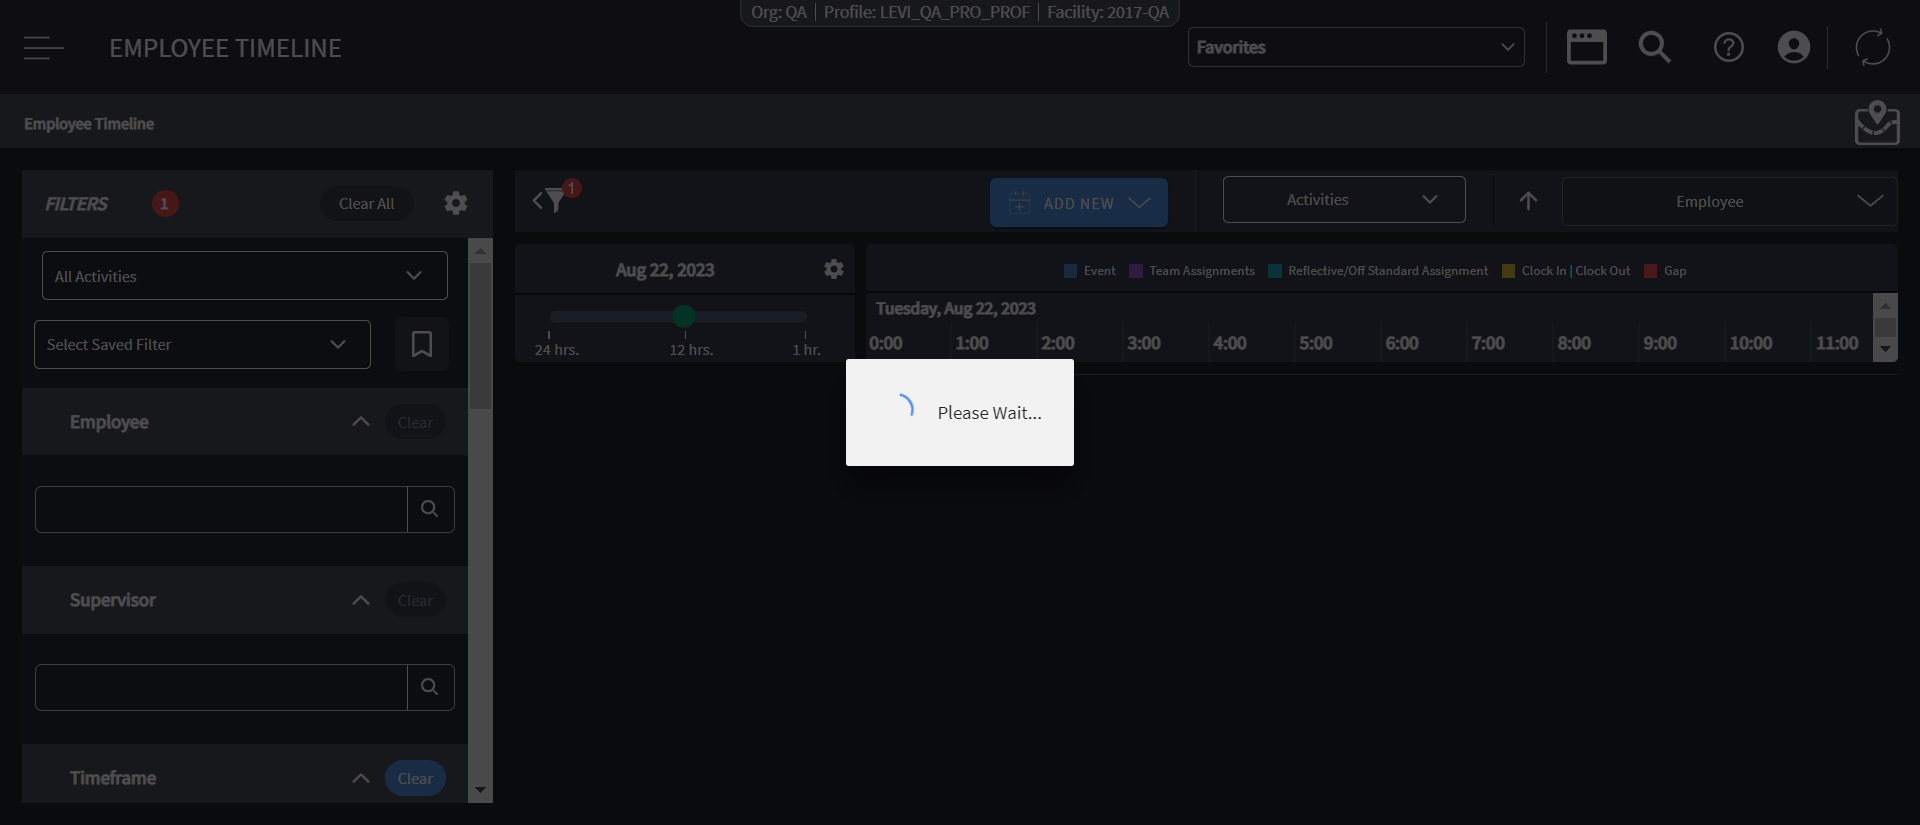 Org: QA | Profile: LEVI_QA_PRO_PROF | Facility: 2017-QA
EMPLOYEE TIMELINE
Favorites
Employee Timeline
FILTERS
1
Clear All
1
ADD NEW
Activities
Employee
All Activities
Select Saved Filter
Employee
Clear
Supervisor
Clear
Timeframe
Clear
Aug 22, 2023
24 hrs.
12 hrs.
1 hr.
Event
Team Assignments
Reflective/Off Standard Assignment
Clock In | Clock Out
Gap
Tuesday, Aug 22, 2023
0:00 1:00 2:00 3:00 4:00 5:00 6:00 7:00 8:00 9:00 10:00 11:00
Please Wait...